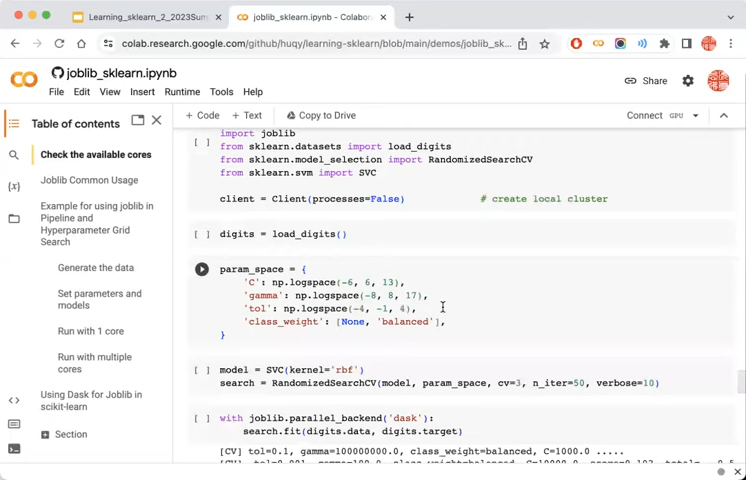 Learning_sklearn_2_2023Sum
joblib_sklearn.ipynb - Colabora
colab.research.google.com/github/huqy/learning-sklearn/blob/main/demos/joblib_sk...
joblib_sklearn.ipynb
File Edit View Insert Runtime Tools Help
Share
Table of contents
+ Code + Text Copy to Drive
Connect GPU
Check the available cores
Joblib Common Usage
Example for using joblib in
Pipeline and
Hyperparameter Grid
Search
Generate the data
Set parameters and
models
Run with 1 core
Run with multiple
cores
Using Dask for Joblib in
scikit-learn
Section
import joblib
[ ] from sklearn.datasets import load_digits
from sklearn.model_selection import RandomizedSearchCV
from sklearn.svm import SVC
client = Client(processes=False) # create local cluster
[ ] digits = load_digits()
param_space = {
'C': np.logspace(-6, 6, 13),
'gamma': np.logspace(-8, 8, 17),
'tol': np.logspace(-4, -1, 4),
'class_weight': [None, 'balanced'],
}
[ ] model = SVC(kernel='rbf')
search = RandomizedSearchCV(model, param_space, cv=3, n_iter=50, verbose=10)
[ ] with joblib.parallel_backend('dask'):
search.fit(digits.data, digits.target)
[CV] tol=0.1, gamma=100000000.0, class_weight=balanced, C=1000.0 .....